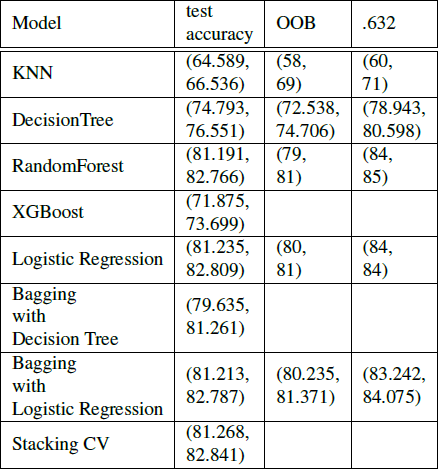 Model test accuracy OOB .632
KNN (64.589, 66.536) (58, 69) (60, 71)
DecisionTree (74.793, 76.551) (72.538, 74.706) (78.943, 80.598)
RandomForest (81.191, 82.766) (79, 81) (84, 85)
XGBoost (71.875, 73.699)
Logistic Regression (81.235, 82.809) (80, 81) (84, 84)
Bagging with Decision Tree (79.635, 81.261)
Bagging with Logistic Regression (81.213, 82.787) (80.235, 81.371) (83.242, 84.075)
Stacking CV (81.268, 82.841)